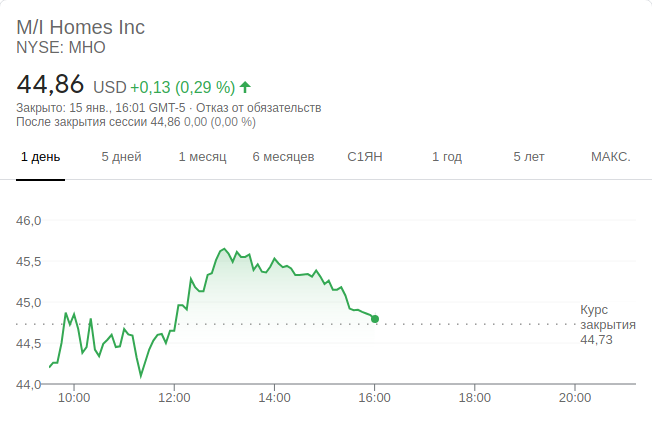 M/I Homes Inc
NYSE: MHO
44,86 USD +0,13 (0,29 %)
Закрыто: 15 янв., 16:01 GMT-5 · Отказ от обязательств
После закрытия сессии 44,86 0,00 (0,00 %)
1 день 5 дней 1 месяц 6 месяцев С1ЯН 1 год 5 лет МАКС.
46,0
45,5
45,0
Курс
закрытия
44,73
44,5
44,0
10:00 12:00 14:00 16:00 18:00 20:00